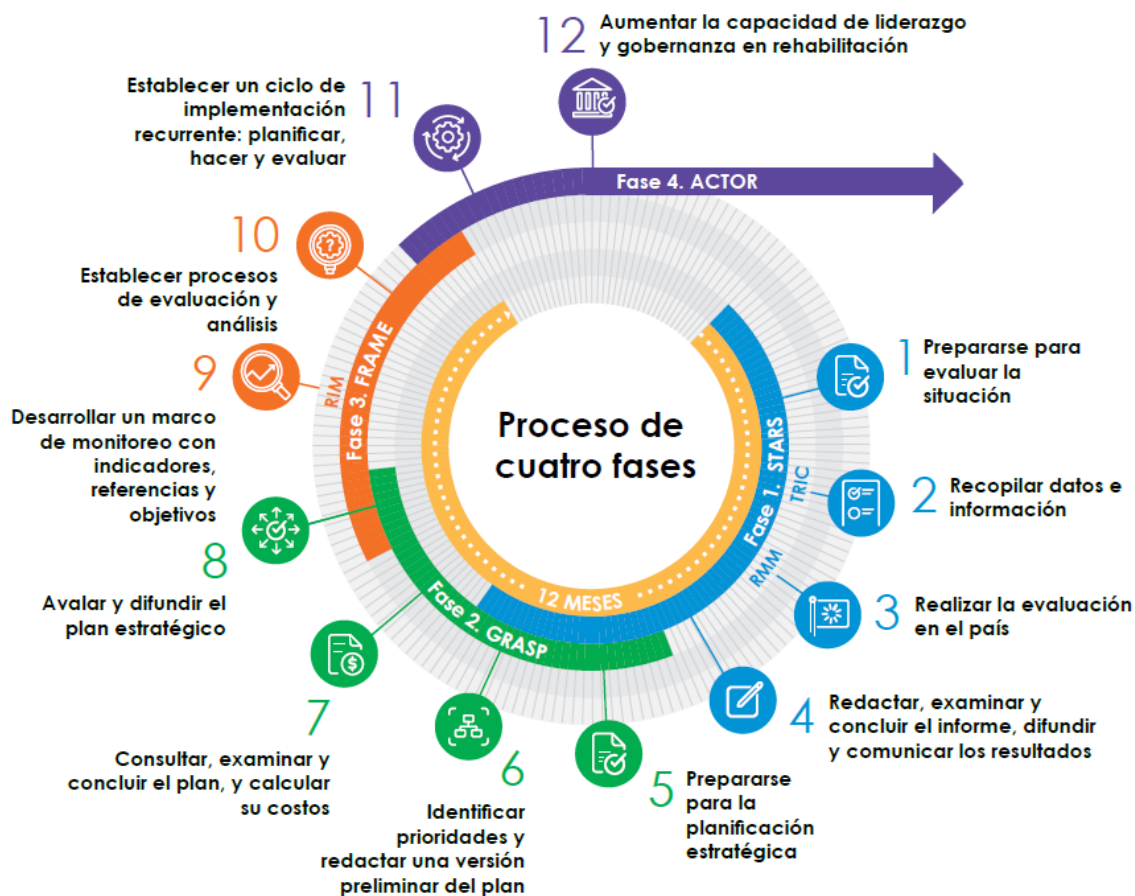 Proceso de
cuatro fases
12 MESES
Fase 1. STARS
TRIC
RMM
1
Prepararse para
evaluar la
situación
2
Recopilar datos e
información
3
Realizar la evaluación
en el país
4
Redactar, examinar y
concluir el informe, difundir
y comunicar los resultados
Fase 2. GRASP
5
Prepararse
para la
planificación
estratégica
6
Identificar
prioridades y
redactar una versión
preliminar del plan
7
Consultar, examinar y
concluir el plan, y calcular
su costos
8
Avalar y difundir el
plan estratégico
Fase 3. FRAME
RIM
9
Desarrollar un marco
de monitoreo con
indicadores,
referencias y
objetivos
10
Establecer procesos
de evaluación y
análisis
Fase 4. ACTOR
11
Establecer un ciclo de
implementación
recurrente: planificar,
hacer y evaluar
12
Aumentar la capacidad de liderazgo
y gobernanza en rehabilitación